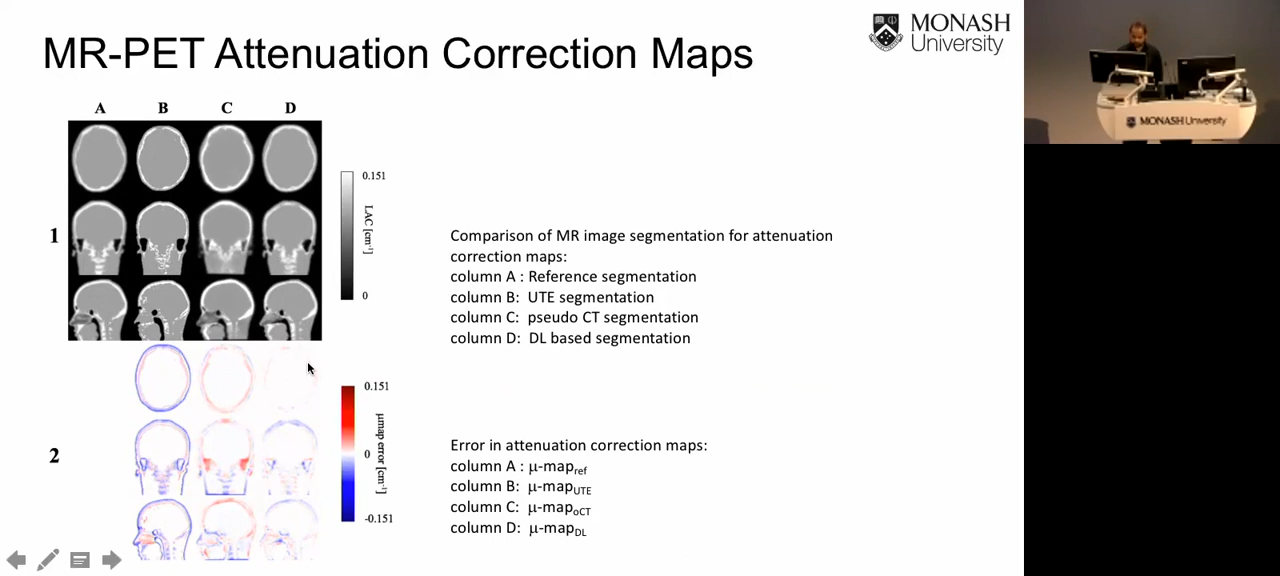 MR-PET Attenuation Correction Maps
MONASH
University
MONASH University
A B C D
1
0.151
LAC [cm⁻¹]
0
Comparison of MR image segmentation for attenuation
correction maps:
column A : Reference segmentation
column B: UTE segmentation
column C: pseudo CT segmentation
column D: DL based segmentation
2
0.151
0
-0.151
μmap error [cm⁻¹]
Error in attenuation correction maps:
column A : μ-mapref
column B: μ-mapUTE
column C: μ-mapoCT
column D: μ-mapDL